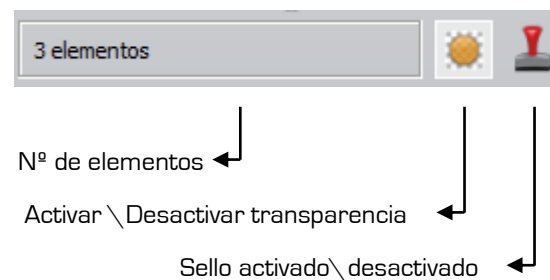 3 elementos
Nº de elementos
Activar \ Desactivar transparencia
Sello activado\ desactivado